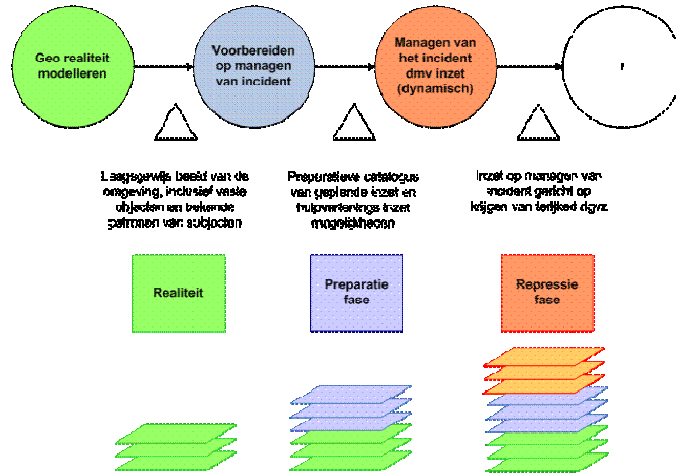 Geo realiteit
modelleren
Voorbereiden
op managen
van incident
Managen van
het incident
dmv inzet
(dynamisch)
Laagsgewijs beeld van de
omgeving, inclusief vaste
objecten en bekende
patronen van subjecten
Preparatieve catalogus
van geplande inzet en
hulpverlenings inzet
mogelijkheden
Inzet op managen van
incident gericht op
krijgen van
Realiteit
Preparatie
fase
Repressie
fase